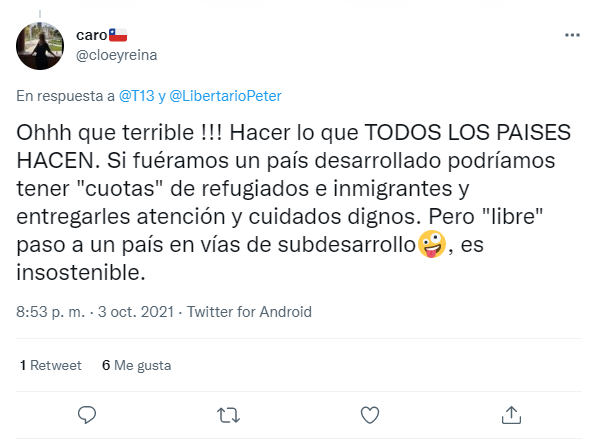 caro🇨🇱
@cloeyreina
En respuesta a @T13 y @LibertarioPeter
Ohhh que terrible !!! Hacer lo que TODOS LOS PAISES
HACEN. Si fuéramos un país desarrollado podríamos
tener "cuotas" de refugiados e inmigrantes y
entregarles atención y cuidados dignos. Pero "libre"
paso a un país en vías de subdesarrollo🤪, es
insostenible.
8:53 p. m. · 3 oct. 2021 · Twitter for Android
1 Retweet 6 Me gusta